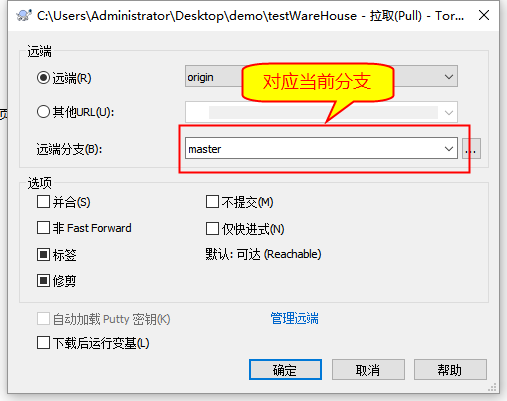 C:\Users\Administrator\Desktop\demo\testWareHouse - 拉取(Pull) - Tor...
远端
远端(R)
origin
对应当前分支
其他URL(U):
页
远端分支(B):
master
...
选项
并合(S)
不提交(M)
非 Fast Forward
仅快进式(N)
标签
默认: 可达 (Reachable)
修剪
自动加载 Putty 密钥(K)
管理远端
下载后运行变基(L)
确定
取消
帮助